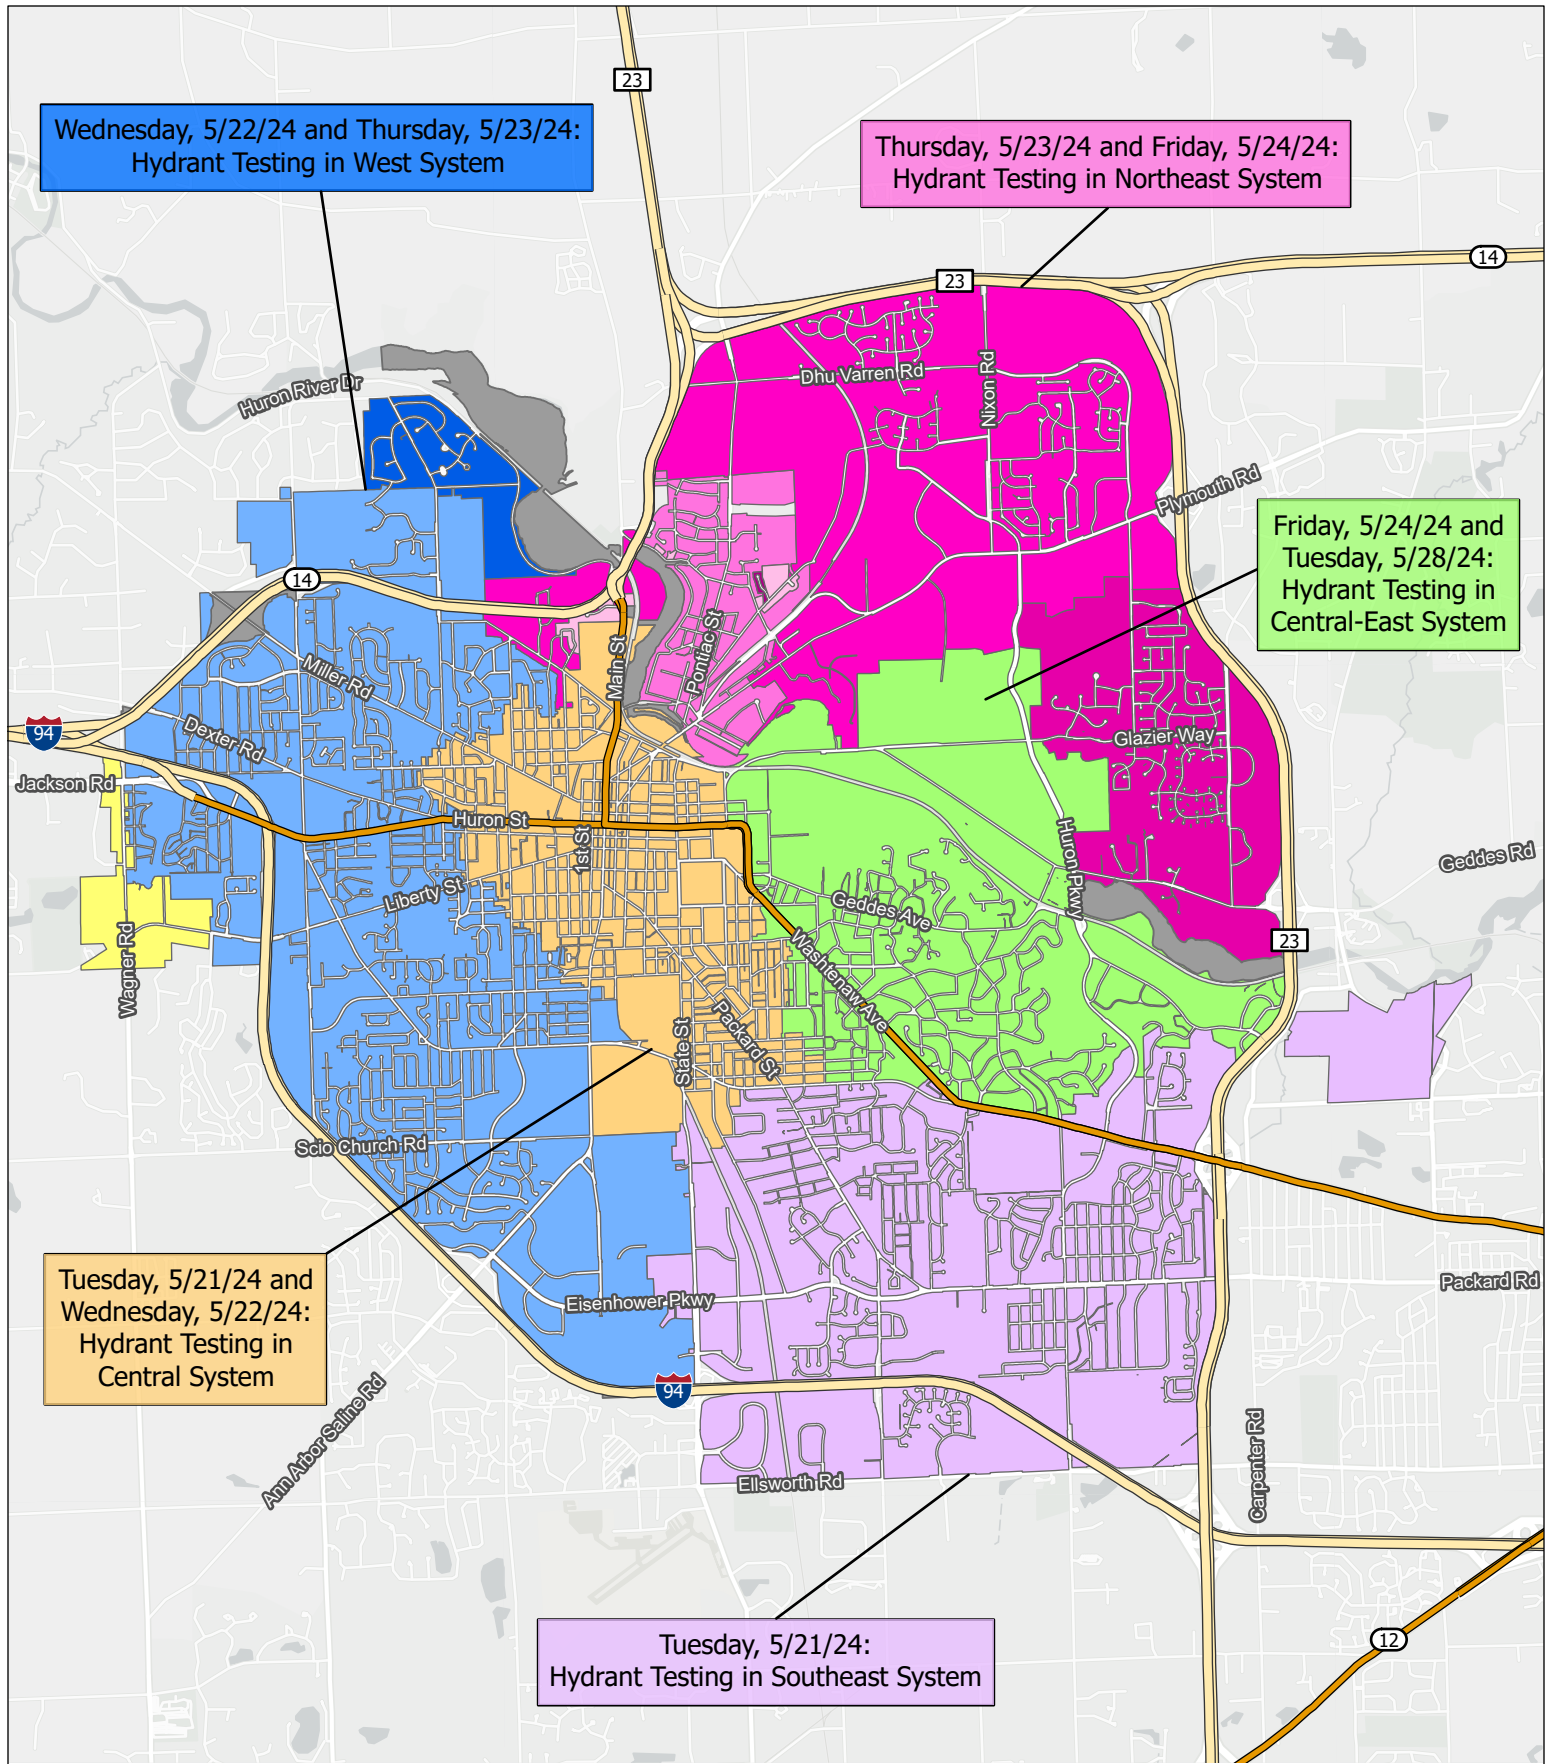 23
Wednesday, 5/22/24 and Thursday, 5/23/24:
Hydrant Testing in West System
Thursday, 5/23/24 and Friday, 5/24/24:
Hydrant Testing in Northeast System
14
23
Huron River Dr
Dhu Varren Rd
Nixon Rd
Plymouth Rd
Friday, 5/24/24 and
Tuesday, 5/28/24:
Hydrant Testing in
Central-East System
14
Main St
Pontiac St
Miller Rd
94
Dexter Rd
Glazier Way
Jackson Rd
Huron St
1st St
Huron Pkwy
Geddes Rd
Liberty St
Geddes Ave
Wagner Rd
Washtenaw Ave
23
State St
Packard St
Scio Church Rd
Tuesday, 5/21/24 and
Wednesday, 5/22/24:
Hydrant Testing in
Central System
Eisenhower Pkwy
Packard Rd
94
Ann Arbor Saline Rd
Ellsworth Rd
Carpenter Rd
Tuesday, 5/21/24:
Hydrant Testing in Southeast System
12